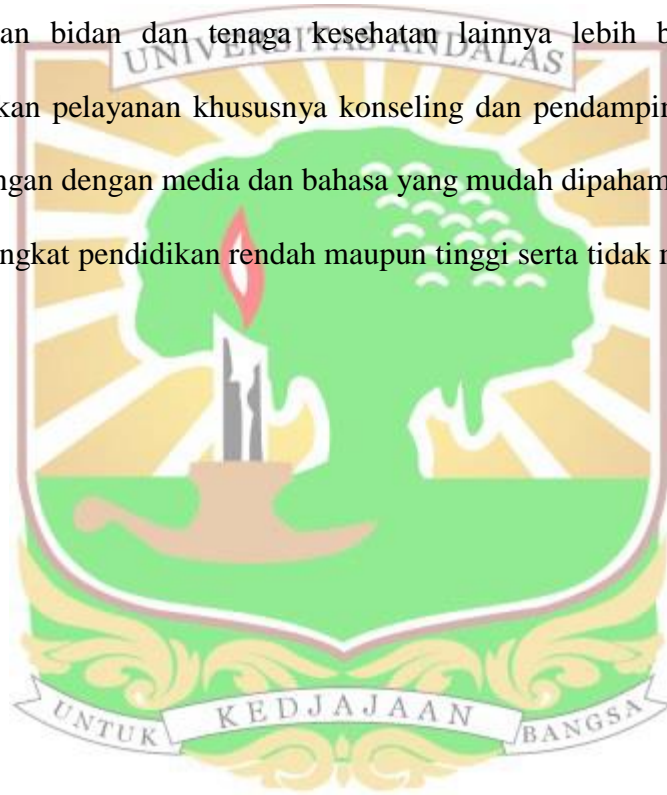 an bidan dan tenaga kesehatan lainnya lebih b
UNIVERSITAS ANDALAS
kan pelayanan khususnya konseling dan pendampin
ngan dengan media dan bahasa yang mudah dipaham
ngkat pendidikan rendah maupun tinggi serta tidak
UNTUK KEDJAJAAN BANGSA